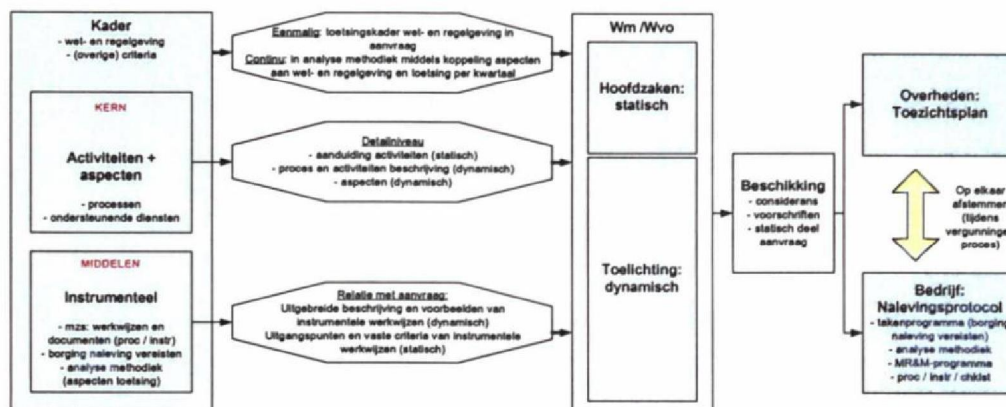 Kader
- wet- en regelgeving
- (overige) criteria
KERN
Activiteiten +
aspecten
- processen
- ondersteunende diensten
MIDDELEN
Instrumenteel
- mzs: werkwijzen en
documenten (proc / instr)
- borging naleving vereisten
- analyse methodiek
(aspecten toetsing)
Eenmalig: toetsingskader wet- en regelgeving in
aanvraag
Continu: in analyse methodiek middels koppeling aspecten
aan wet- en regelgeving en toetsing per kwartaal
Detailniveau
- aanduiding activiteiten (statisch)
- proces en activiteiten beschrijving (dynamisch)
- aspecten (dynamisch)
Relatie met aanvraag:
Uitgebreide beschrijving en voorbeelden van
instrumentele werkwijzen (dynamisch)
Uitgangspunten en vaste criteria van instrumentele
werkwijzen (statisch)
Wm /Wvo
Hoofdzaken:
statisch
Toelichting:
dynamisch
Beschikking
- considerans
- voorschriften
- statisch deel
aanvraag
Overheden:
Toezichtsplan
Op elkaar
afstemmen
(tijdens
vergunningen
proces)
Bedrijf:
Nalevingsprotocol
- takenprogramma (borging
naleving vereisten)
- analyse methodiek
- MR&M-programma
- proc / instr / chklst